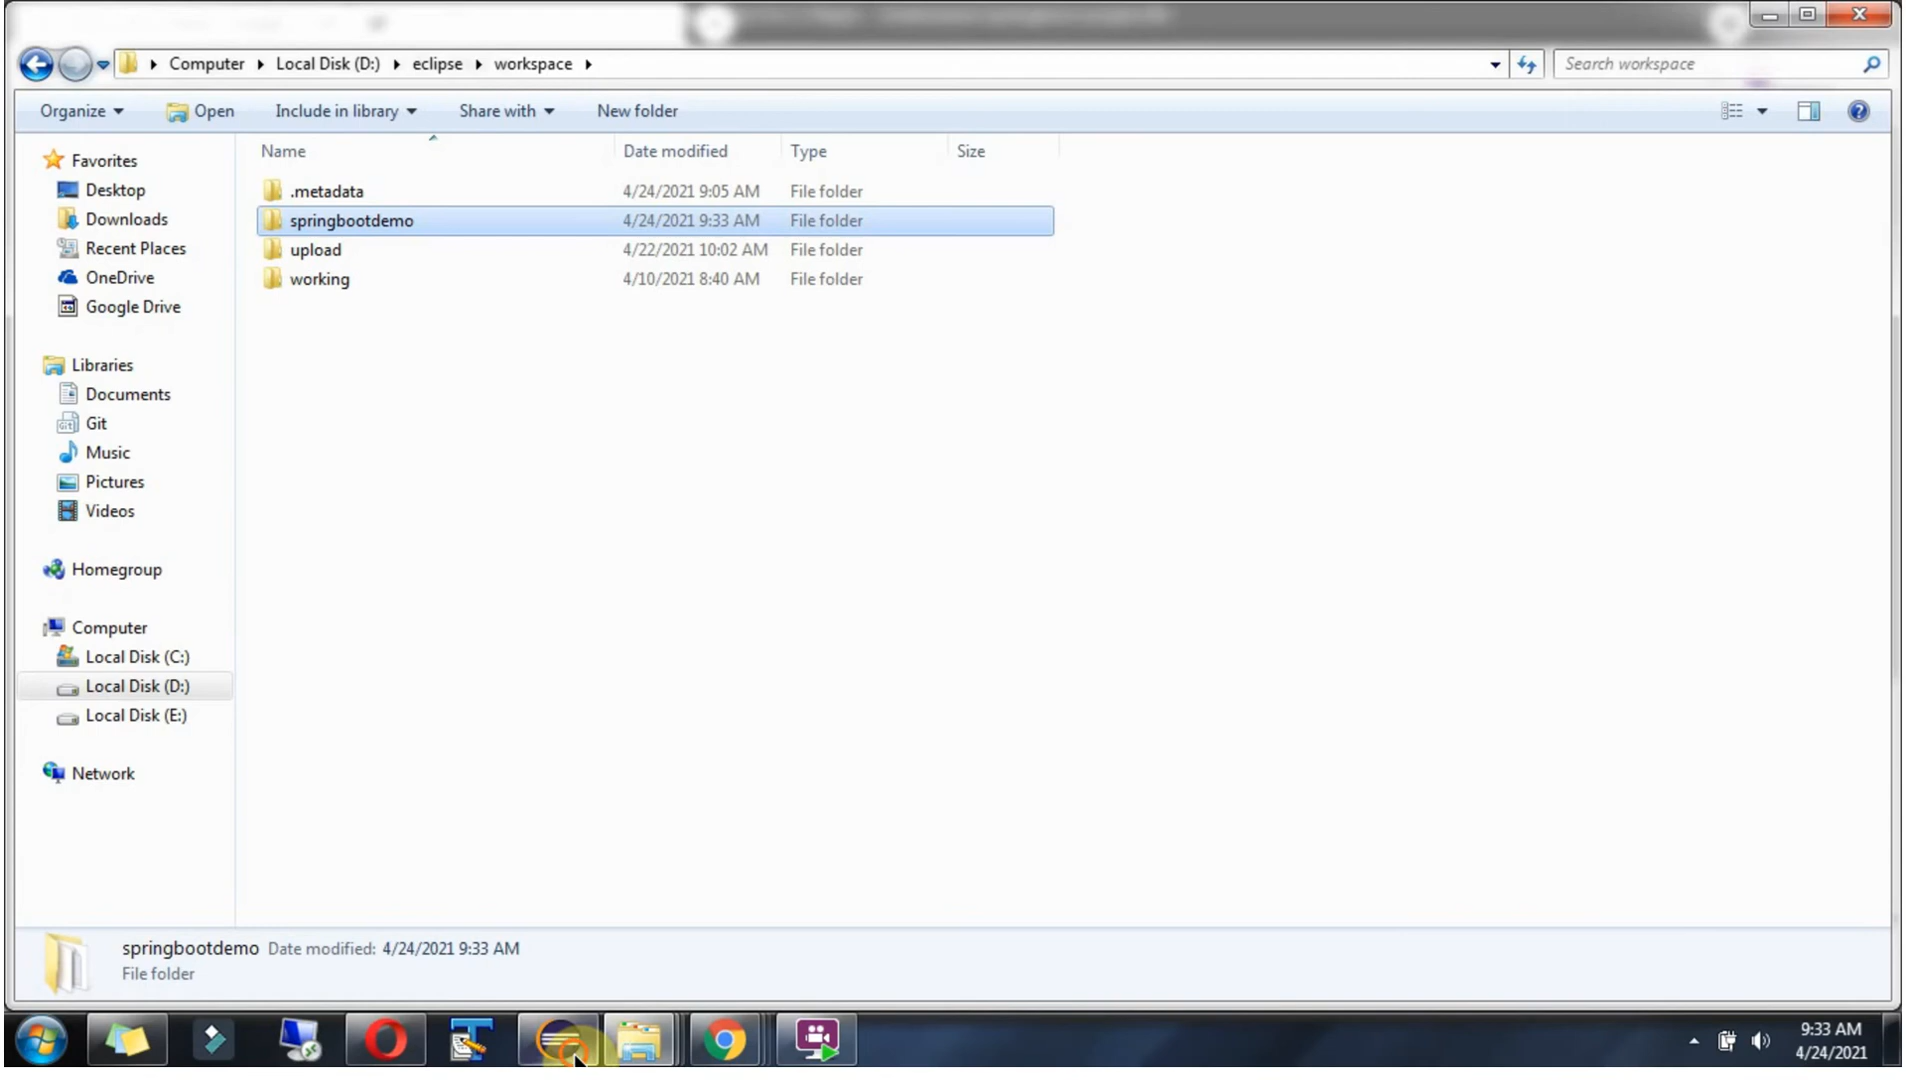 Computer Local Disk (D:) eclipse workspace
Search workspace
Organize Open Include in library Share with New folder
Name Date modified Type Size
.metadata 4/24/2021 9:05 AM File folder
springbootdemo 4/24/2021 9:33 AM File folder
upload 4/22/2021 10:02 AM File folder
working 4/10/2021 8:40 AM File folder
Favorites
Desktop
Downloads
Recent Places
OneDrive
Google Drive
Libraries
Documents
Git
Music
Pictures
Videos
Homegroup
Computer
Local Disk (C:)
Local Disk (D:)
Local Disk (E:)
Network
springbootdemo Date modified: 4/24/2021 9:33 AM
File folder
9:33 AM
4/24/2021